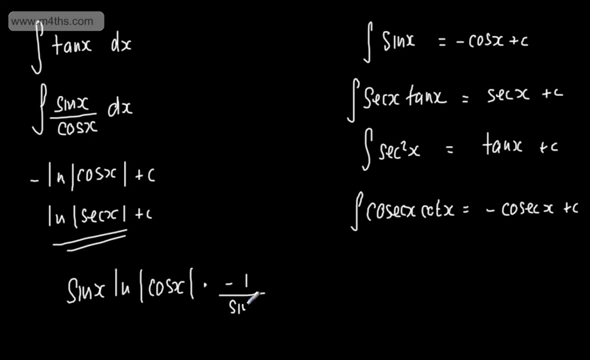 www.m4ths.com
∫ tanx dx
∫ sinx/cosx dx
- ln|cosx| + c
ln|secx| + c
sinx ln|cosx| · -1/sin
∫ sinx = -cosx + c
∫ secx tanx = secx + c
∫ sec²x = tanx + c
∫ cosecx cotx = - cosecx + c